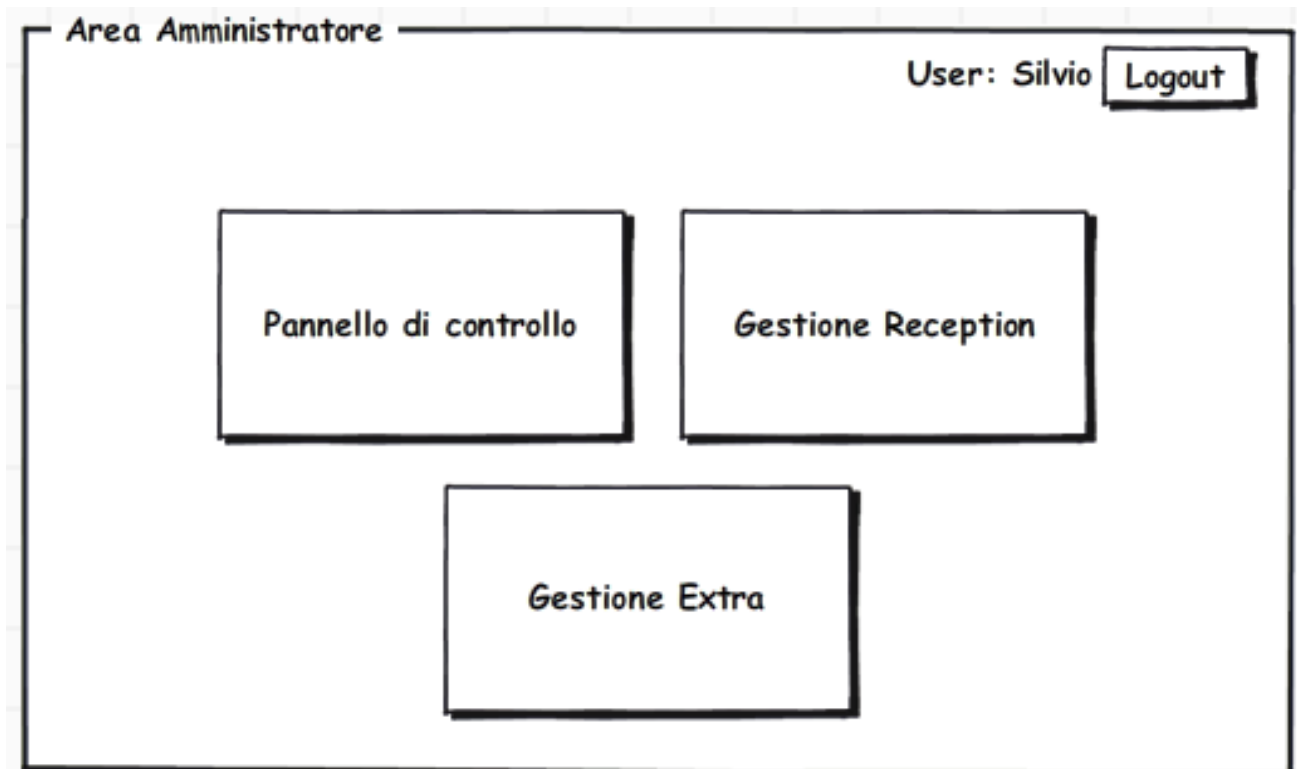 Area Amministratore
User: Silvio Logout
Pannello di controllo
Gestione Reception
Gestione Extra